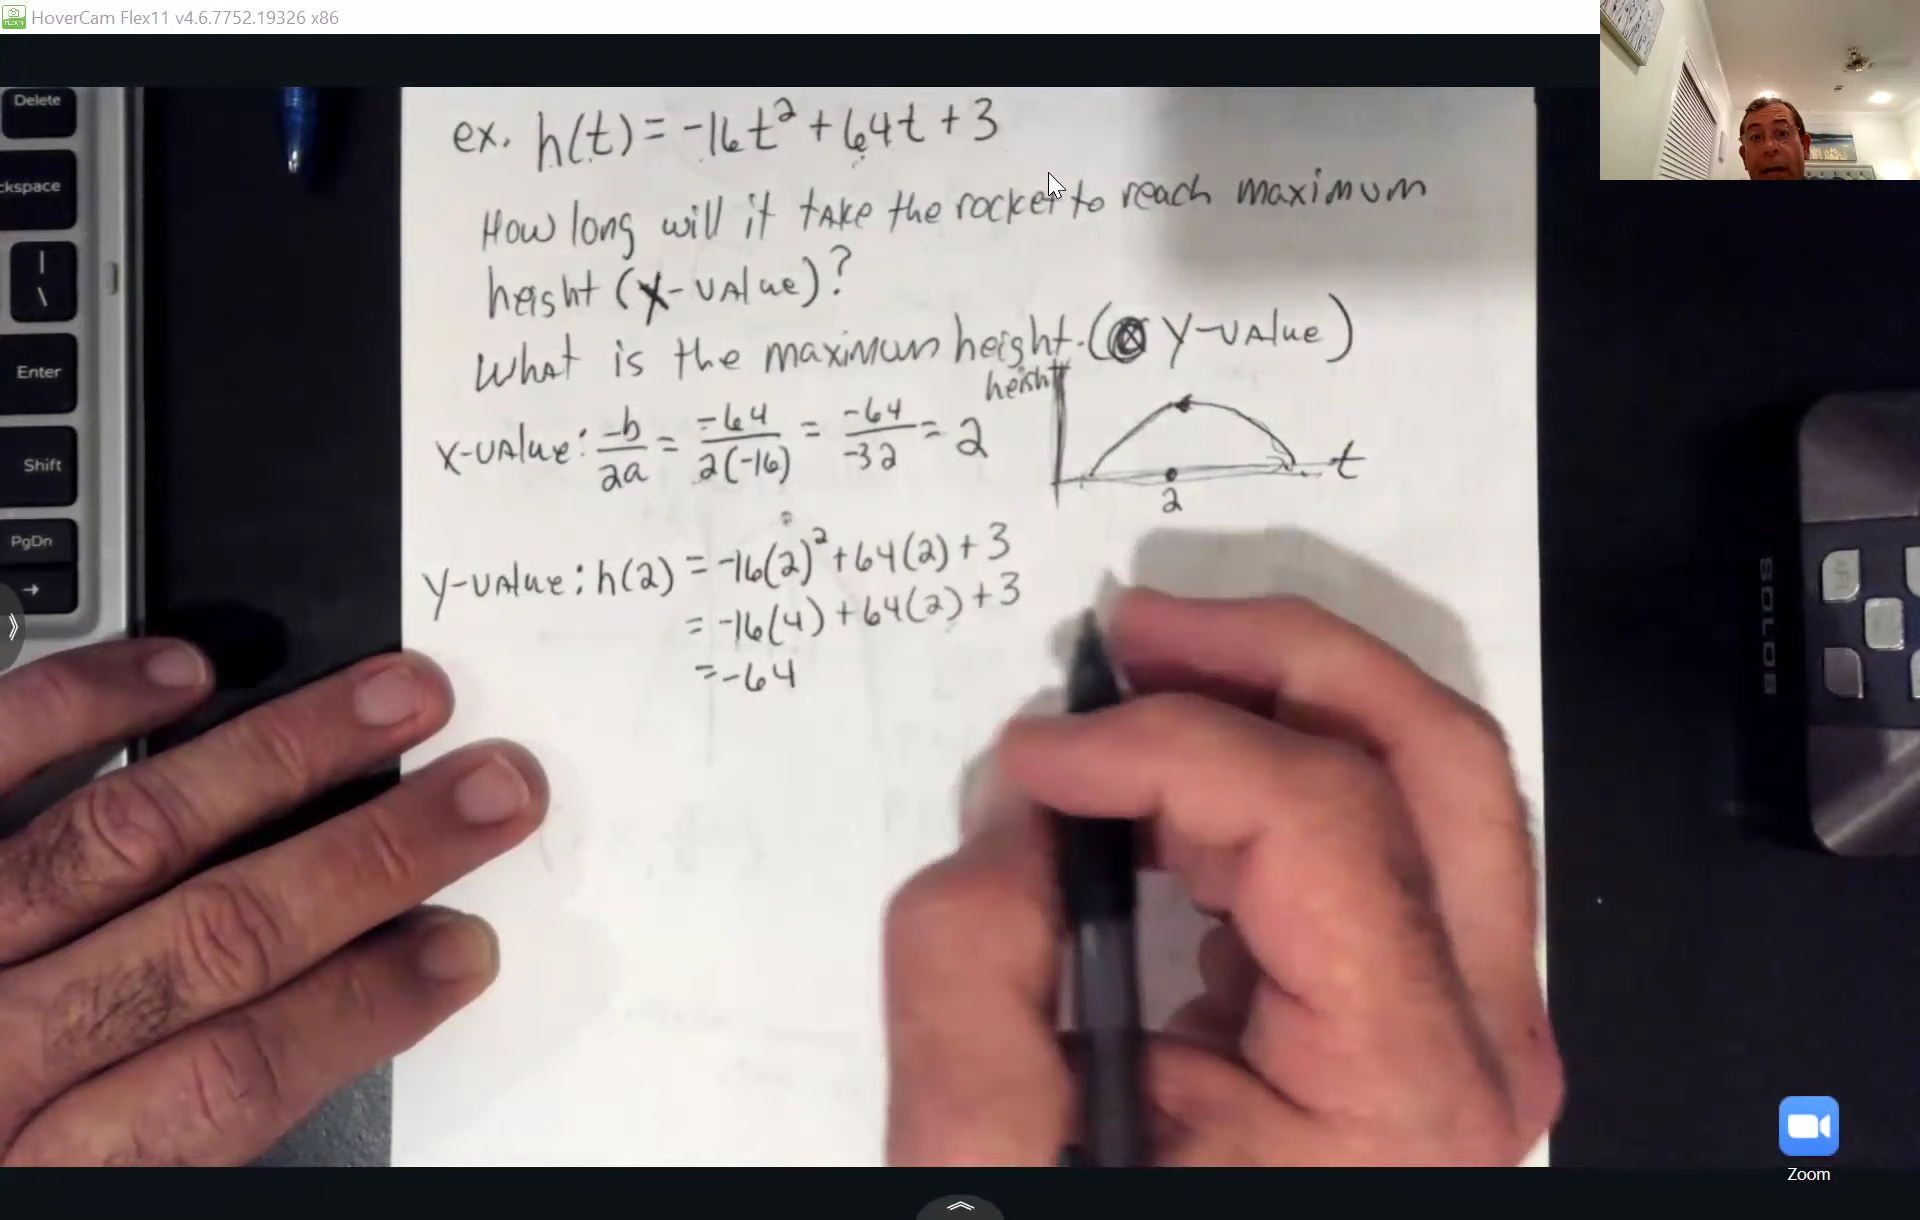 HoverCam Flex11 v4.6.7752.19326 x86
Delete
ckspace
|
\
Enter
Shift
PgDn
→
ex. h(t) = -16t² + 64t + 3
How long will it take the rocket to reach maximum
height (x-value)?
What is the maximum height. ( y-value)
height
x-value: -b/2a = -64/2(-16) = -64/-32 = 2
t
2
y-value: h(2) = -16(2)² + 64(2) + 3
= -16(4) + 64(2) + 3
= -64
SOLDS
Zoom